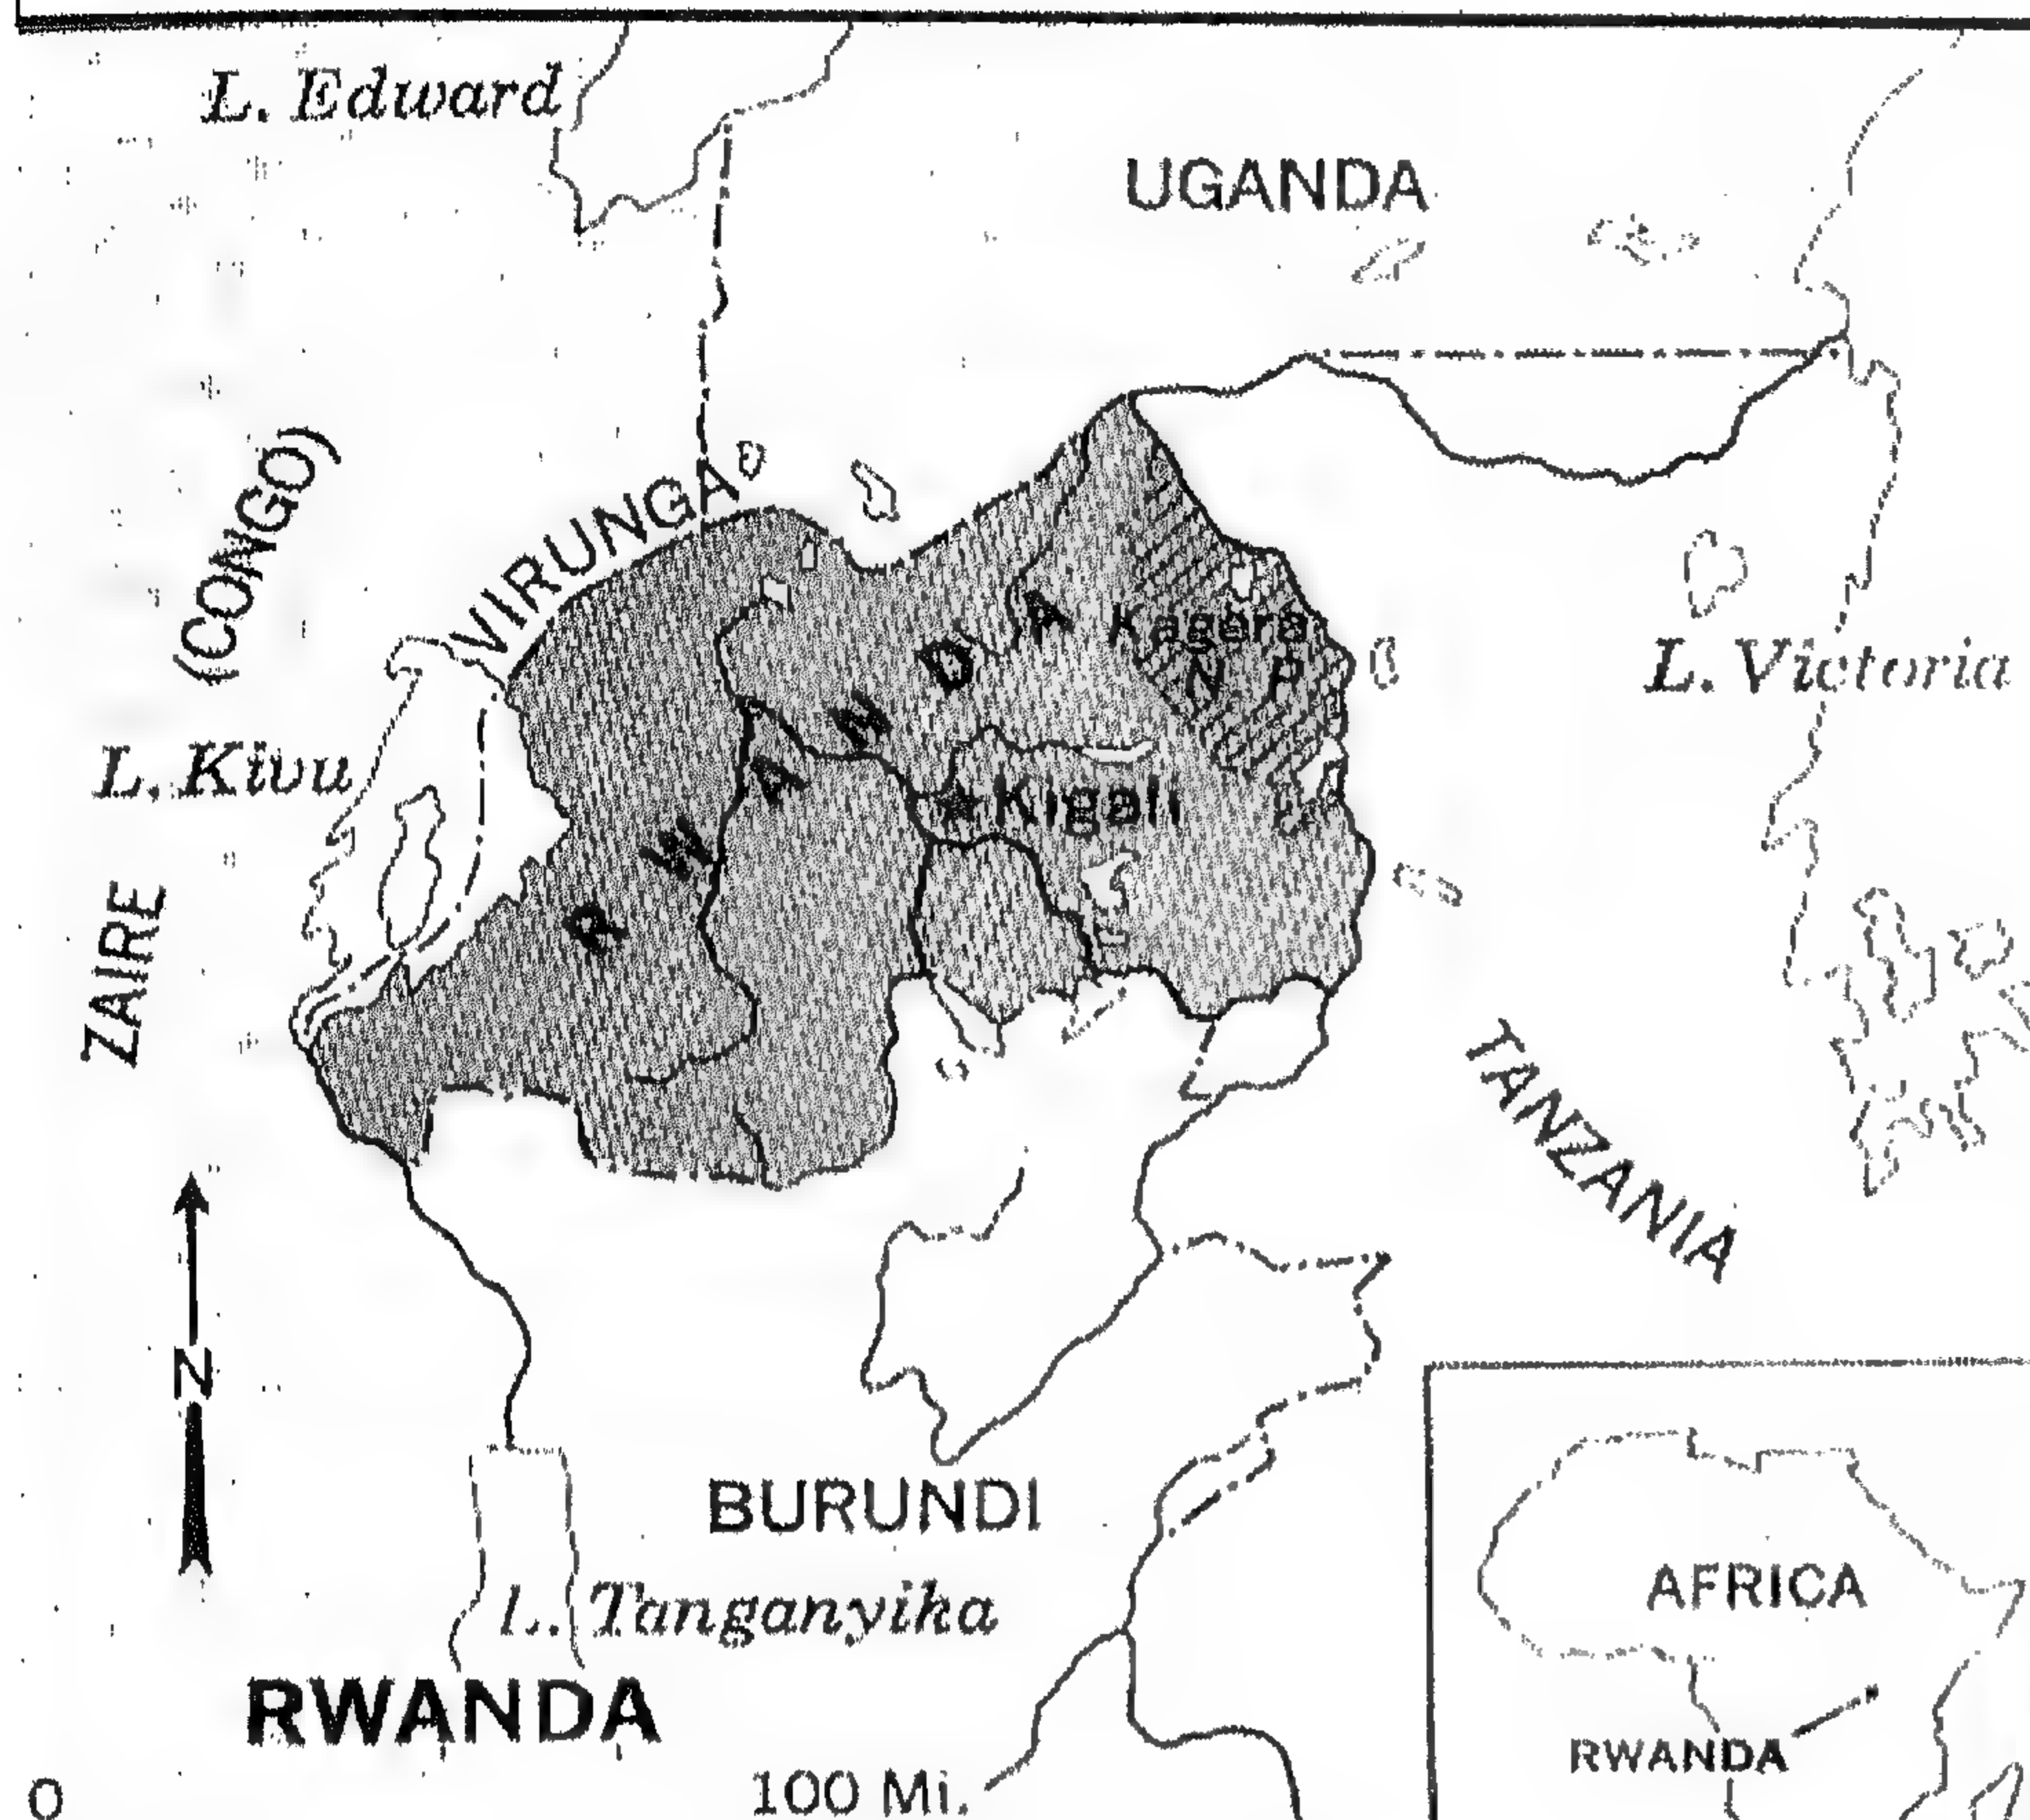 L. Edward
UGANDA
(CONGO)
VIRUNGA
RWANDA
Kagera
N. P.
L. Victoria
L. Kivu
Kigali
ZAIRE
TANZANIA
N
BURUNDI
L. Tanganyika
AFRICA
RWANDA
RWANDA
0
100 Mi.